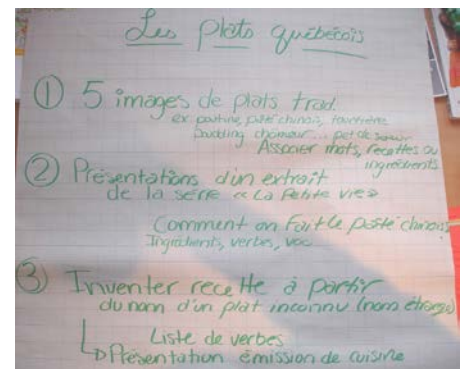 Les plats québécois
① 5 images de plats trad.
ex poutine, pâté chinois, tourtière
Pudding chômeur... pet de soeur
Associer mots, recettes ou
ingrédients
② Présentations d'un extrait
de la série « La Petite vie »
Comment on fait le pâté chinois
Ingrédients, verbes, voc
③ Inventer recette à partir
du nom d'un plat inconnu (nom étrange)
Liste de verbes
Présentation émission de cuisine